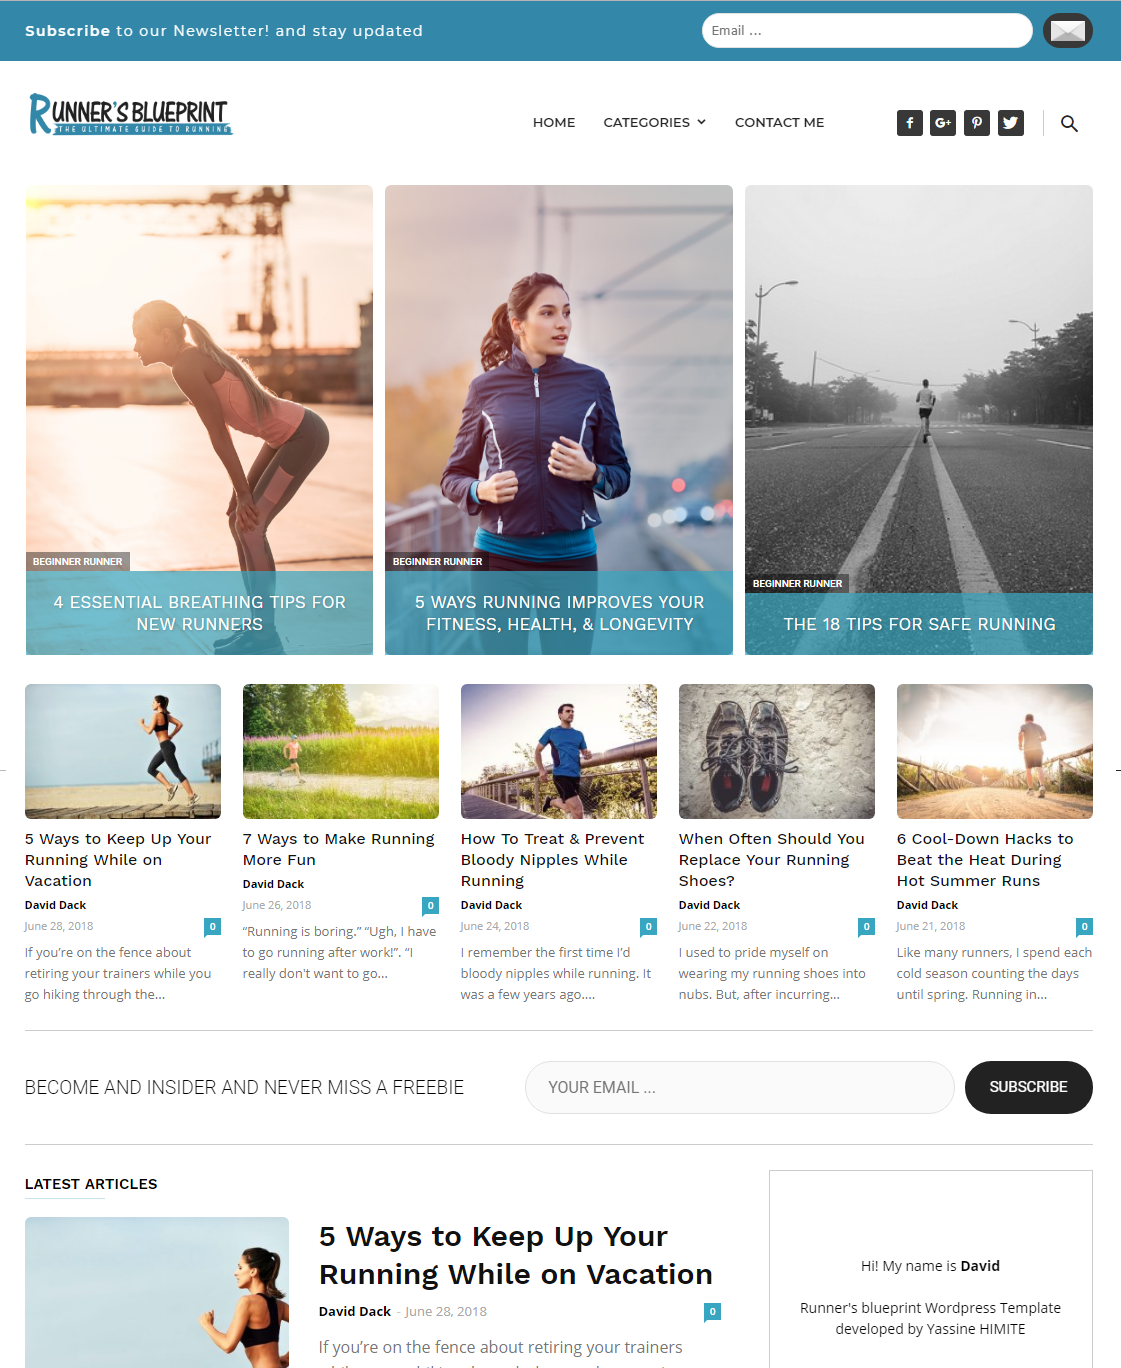 Subscribe to our Newsletter! and stay updated
Email ...
RUNNER'S BLUEPRINT
THE ULTIMATE GUIDE TO RUNNING
HOME CATEGORIES CONTACT ME
BEGINNER RUNNER
4 ESSENTIAL BREATHING TIPS FOR
NEW RUNNERS
BEGINNER RUNNER
5 WAYS RUNNING IMPROVES YOUR
FITNESS, HEALTH, & LONGEVITY
BEGINNER RUNNER
THE 18 TIPS FOR SAFE RUNNING
5 Ways to Keep Up Your
Running While on
Vacation
David Dack
June 28, 2018 0
If you're on the fence about
retiring your trainers while you
go hiking through the...
7 Ways to Make Running
More Fun
David Dack
June 26, 2018 0
“Running is boring.” “Ugh, I have
to go running after work!”. “I
really don't want to go...
How To Treat & Prevent
Bloody Nipples While
Running
David Dack
June 24, 2018 0
I remember the first time I'd
bloody nipples while running. It
was a few years ago....
When Often Should You
Replace Your Running
Shoes?
David Dack
June 22, 2018 0
I used to pride myself on
wearing my running shoes into
nubs. But, after incurring...
6 Cool-Down Hacks to
Beat the Heat During
Hot Summer Runs
David Dack
June 21, 2018 0
Like many runners, I spend each
cold season counting the days
until spring. Running in...
BECOME AND INSIDER AND NEVER MISS A FREEBIE
YOUR EMAIL ...
SUBSCRIBE
LATEST ARTICLES
5 Ways to Keep Up Your
Running While on Vacation
David Dack - June 28, 2018 0
If you're on the fence about retiring your trainers
Hi! My name is David
Runner's blueprint Wordpress Template
developed by Yassine HIMITE